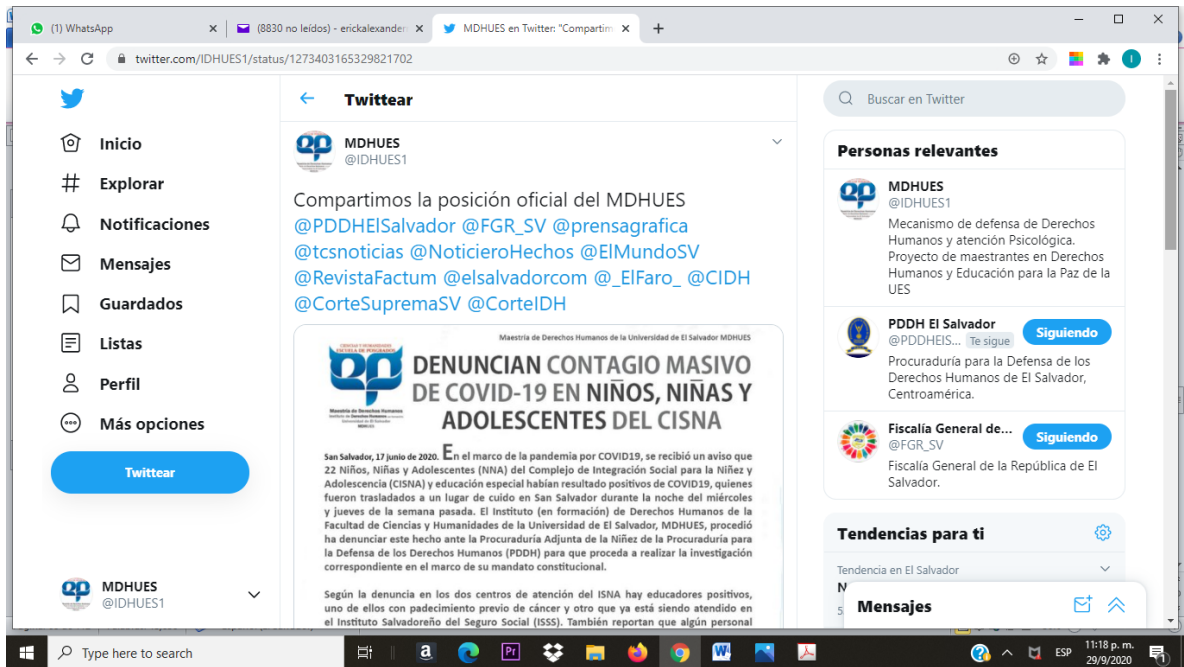 (1) WhatsApp
(8830 no leídos) - erickalexander
MDHUES en Twitter: "Compartim
twitter.com/IDHUES1/status/1273403165329821702
Inicio
Explorar
Notificaciones
Mensajes
Guardados
Listas
Perfil
Más opciones
Twittear
MDHUES
@IDHUES1
Twittear
MDHUES
@IDHUES1
Compartimos la posición oficial del MDHUES
@PDDHElSalvador @FGR_SV @prensagrafica
@tcsnoticias @NoticieroHechos @ElMundoSV
@RevistaFactum @elsalvadorcom @_ElFaro_ @CIDH
@CorteSupremaSV @CorteIDH
Maestría de Derechos Humanos de la Universidad de El Salvador MDHUES
CIENCIAS Y HUMANIDADES
ESCUELA DE POSGRADOS
Maestría de Derechos Humanos
DENUNCIAN CONTAGIO MASIVO
DE COVID-19 EN NIÑOS, NIÑAS Y
ADOLESCENTES DEL CISNA
San Salvador, 17 junio de 2020. En el marco de la pandemia por COVID19, se recibió un aviso que
22 Niños, Niñas y Adolescentes (NNA) del Complejo de Integración Social para la Niñez y
Adolescencia (CISNA) y educación especial habían resultado positivos de COVID19, quienes
fueron trasladados a un lugar de cuido en San Salvador durante la noche del miércoles
y jueves de la semana pasada. El Instituto (en formación) de Derechos Humanos de la
Facultad de Ciencias y Humanidades de la Universidad de El Salvador, MDHUES, procedió
ha denunciar este hecho ante la Procuraduría Adjunta de la Niñez de la Procuraduría para
la Defensa de los Derechos Humanos (PDDH) para que proceda a realizar la investigación
correspondiente en el marco de su mandato constitucional.
Según la denuncia en los dos centros de atención del ISNA hay educadores positivos,
uno de ellos con padecimiento previo de cáncer y otro que ya está siendo atendido en
el Instituto Salvadoreño del Seguro Social (ISSS). También reportan que algún personal
Buscar en Twitter
Personas relevantes
MDHUES
@IDHUES1
Mecanismo de defensa de Derechos
Humanos y atención Psicológica.
Proyecto de maestrantes en Derechos
Humanos y Educación para la Paz de la
UES
PDDH El Salvador
@PDDHElS... Te sigue
Siguiendo
Procuraduría para la Defensa de los
Derechos Humanos de El Salvador,
Centroamérica.
Fiscalía General de...
@FGR_SV
Siguiendo
Fiscalía General de la República de El
Salvador.
Tendencias para ti
Tendencia en El Salvador
Mensajes
Type here to search
ESP
11:18 p. m.
29/9/2020